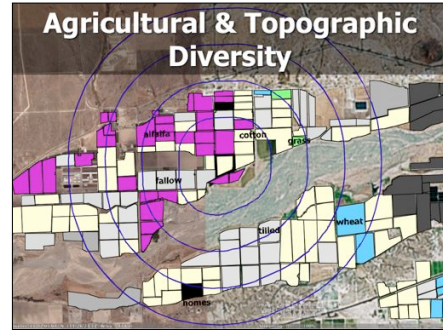 Agricultural & Topographic
Diversity
alfalfa
cotton
grass
fallow
wheat
tilled
homes